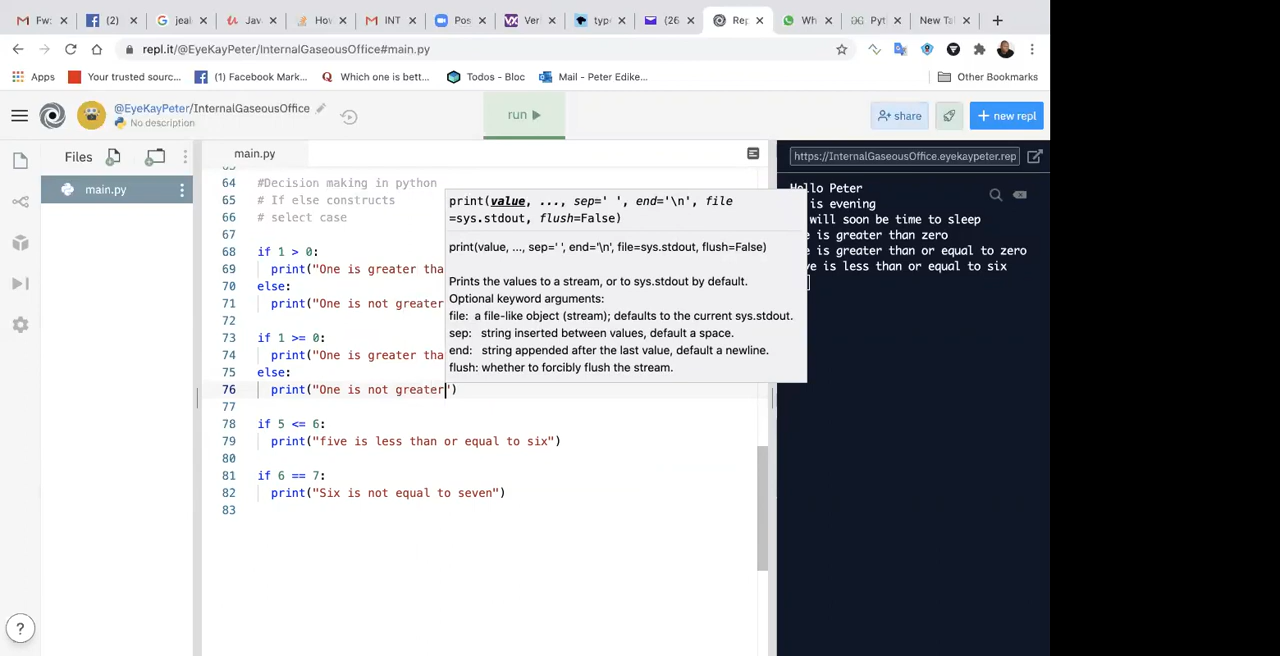 Fw:
(2)
jeal
Jav
Hov
INT
Pos
Ver
type
(26
Rep
Wh
Pyt
New Tal
repl.it/@EyeKayPeter/InternalGaseousOffice#main.py
Apps
Your trusted sourc...
(1) Facebook Mark...
Which one is bett...
Todos - Bloc
Mail - Peter Edike...
Other Bookmarks
@EyeKayPeter/InternalGaseousOffice
No description
run
share
+ new repl
Files
main.py
main.py
https://InternalGaseousOffice.eyekaypeter.rep
64 #Decision making in python
65 # If else constructs
66 # select case
67
68 if 1 > 0:
69 print("One is greater tha
70 else:
71 print("One is not greater
72
73 if 1 >= 0:
74 print("One is greater tha
75 else:
76 print("One is not greater")
77
78 if 5 <= 6:
79 print("five is less than or equal to six")
80
81 if 6 == 7:
82 print("Six is not equal to seven")
83
print(value, ..., sep=' ', end='\n', file
=sys.stdout, flush=False)
print(value, ..., sep=' ', end='\n', file=sys.stdout, flush=False)
Prints the values to a stream, or to sys.stdout by default.
Optional keyword arguments:
file: a file-like object (stream); defaults to the current sys.stdout.
sep: string inserted between values, default a space.
end: string appended after the last value, default a newline.
flush: whether to forcibly flush the stream.
Hello Peter
is evening
will soon be time to sleep
e is greater than zero
e is greater than or equal to zero
ve is less than or equal to six
?